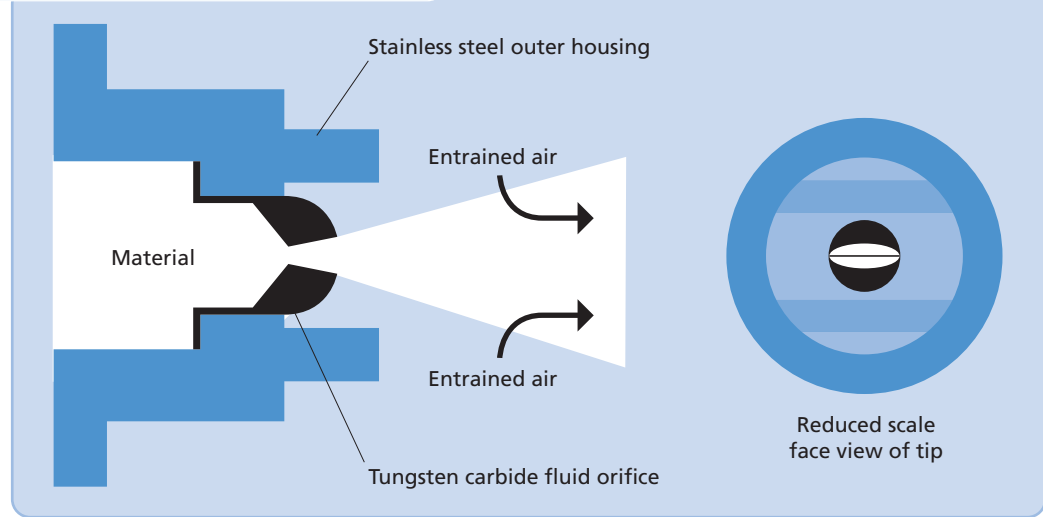 Stainless steel outer housing
Entrained air
Material
Entrained air
Reduced scale
face view of tip
Tungsten carbide fluid orifice